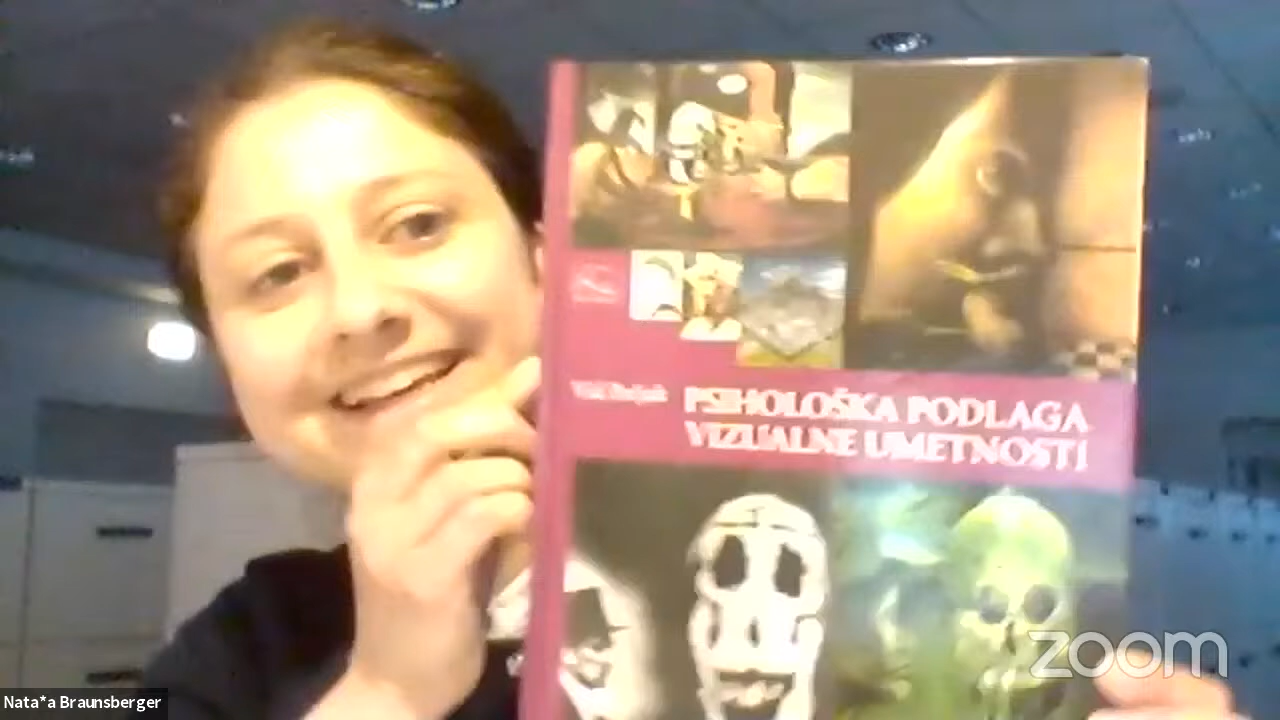 PSIHOLOŠKA PODLAGA
VIZUALNE UMETNOSTI
zoom
Nata*a Braunsberger